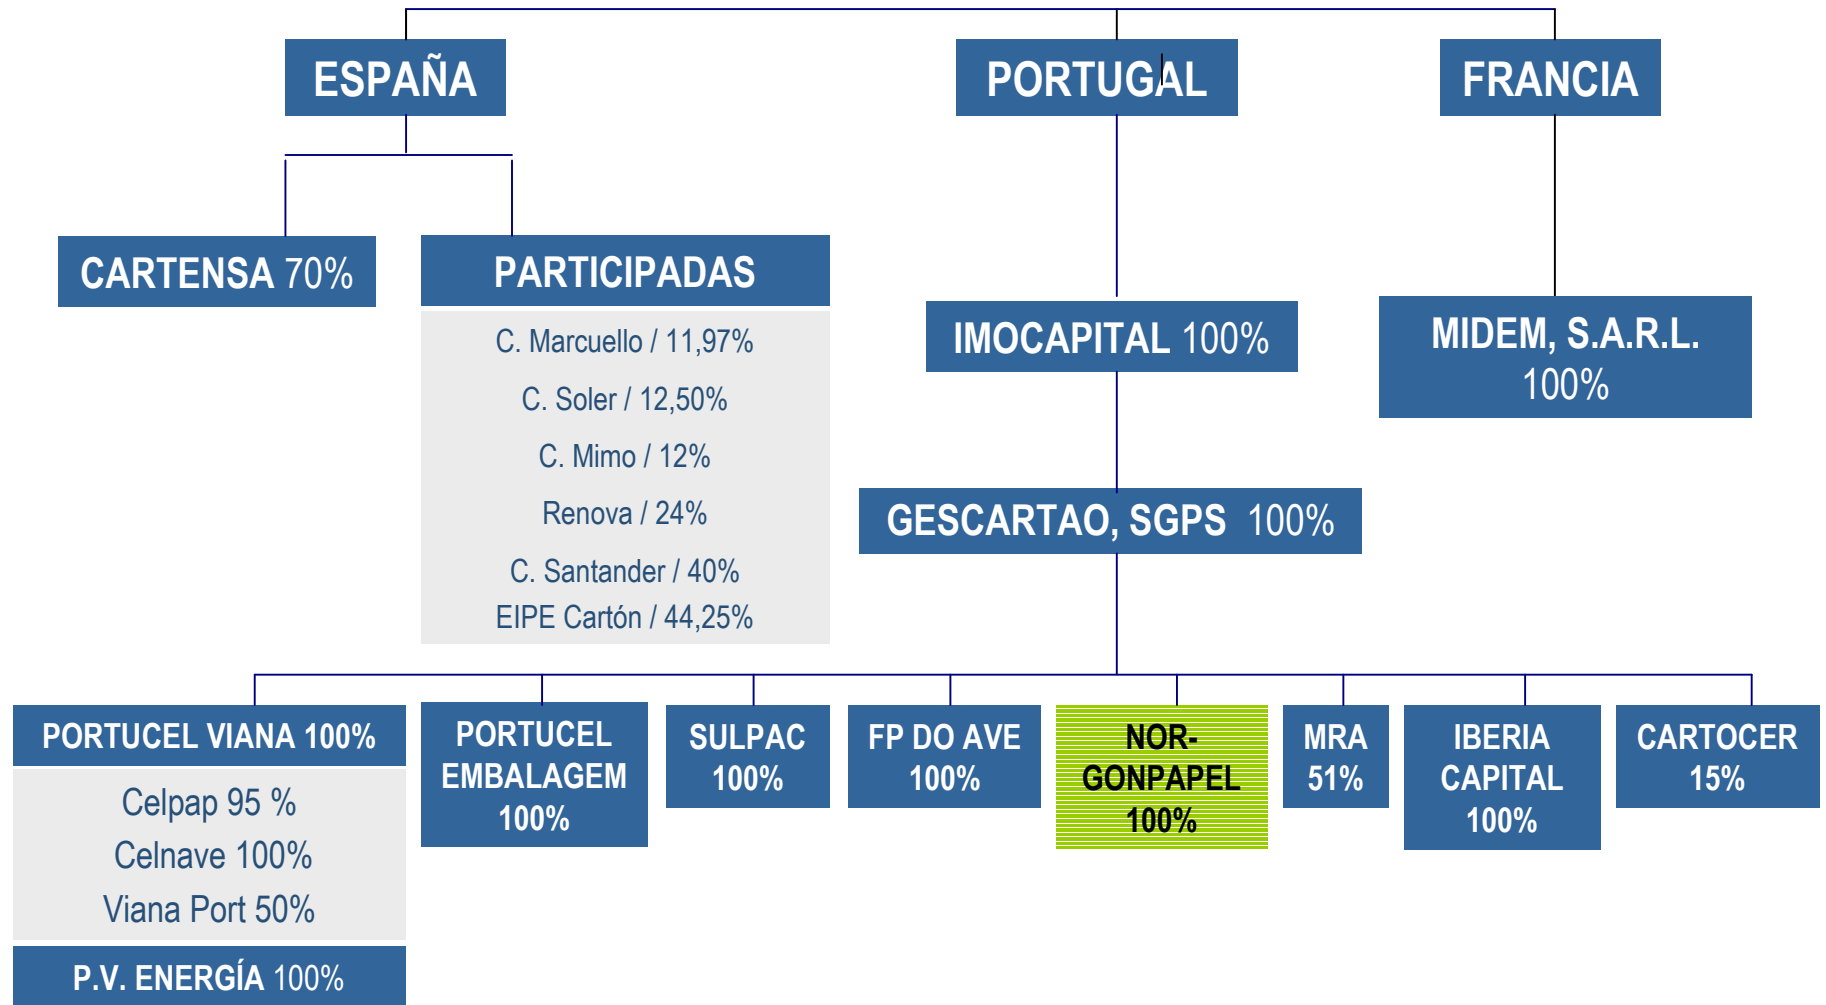 ESPAÑA
PORTUGAL
FRANCIA
CARTENSA 70%
PARTICIPADAS
C. Marcuello / 11,97%
C. Soler / 12,50%
C. Mimo / 12%
Renova / 24%
C. Santander / 40%
EIPE Cartón / 44,25%
IMOCAPITAL 100%
MIDEM, S.A.R.L.
100%
GESCARTAO, SGPS 100%
PORTUCEL VIANA 100%
Celpap 95 %
Celnave 100%
Viana Port 50%
P.V. ENERGÍA 100%
PORTUCEL
EMBALAGEM
100%
SULPAC
100%
FP DO AVE
100%
NOR-
GONPAPEL
100%
MRA
51%
IBERIA
CAPITAL
100%
CARTOCER
15%